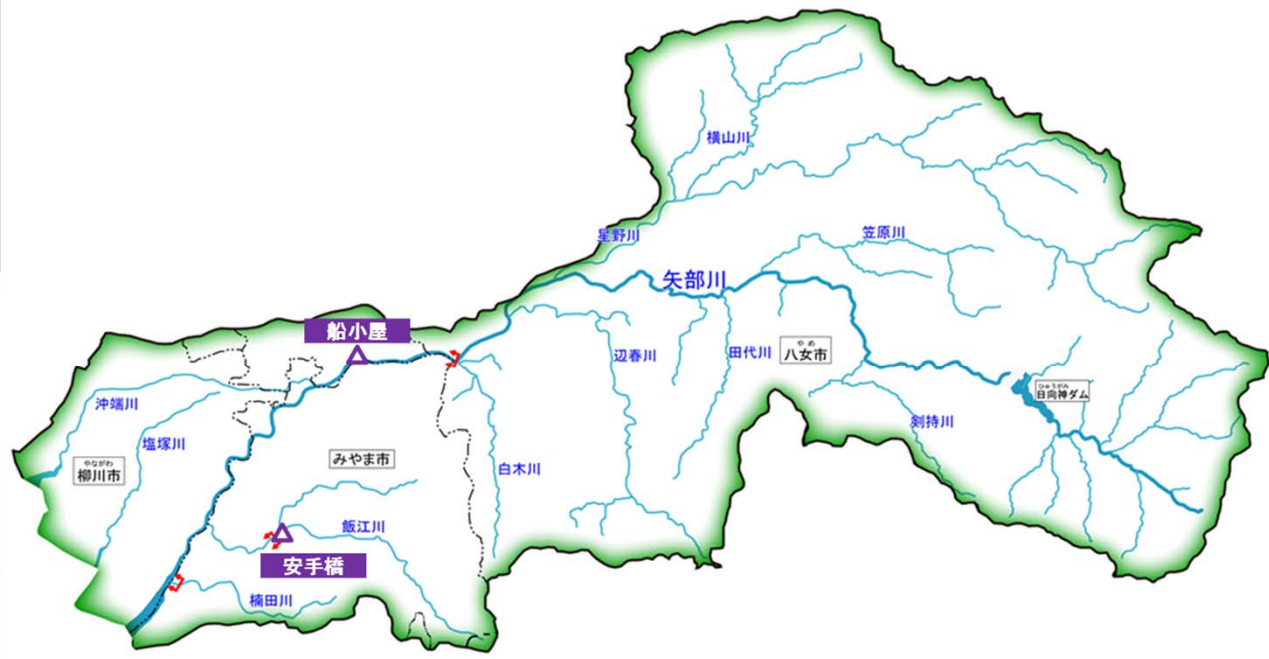 横山川
星野川
笠原川
矢部川
船小屋
辺春川
田代川
やめ
八女市
ひゅうがみ
日向神ダム
沖端川
剣持川
塩塚川
やながわ
柳川市
みやま市
白木川
飯江川
安手橋
楠田川